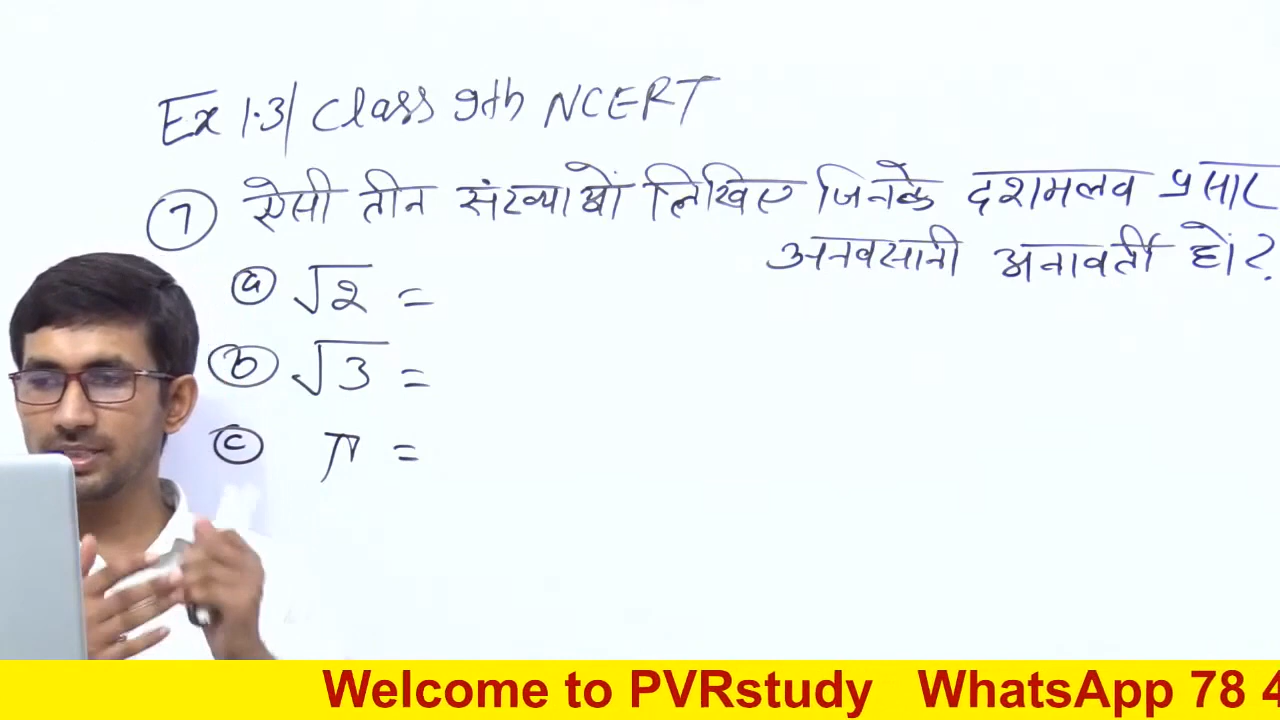 Ex 1.3/ Class 9th NCERT
7 ऐसी तीन संख्याओं लिखिए जिनके दशमलव प्रसार
अनवसानी अनावर्ती हों?
a √2 =
b √3 =
c π =
Welcome to PVRstudy WhatsApp 78 4